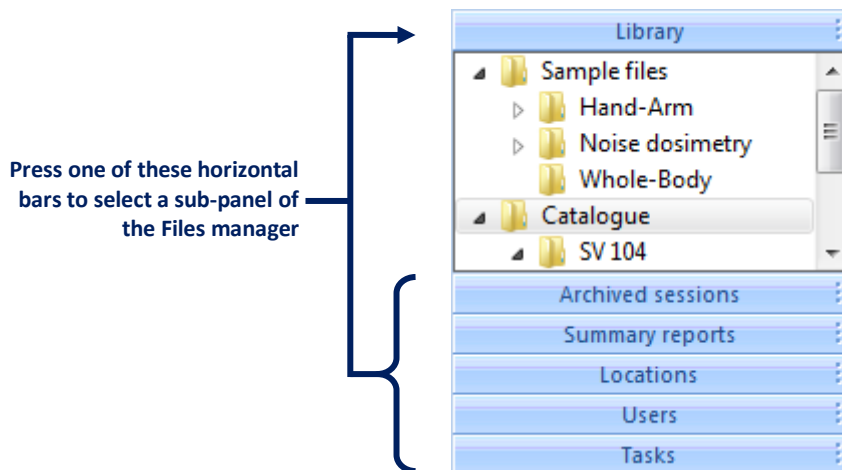 Library
Sample files
Hand-Arm
Noise dosimetry
Whole-Body
Catalogue
SV 104
Press one of these horizontal
bars to select a sub-panel of
the Files manager
Archived sessions
Summary reports
Locations
Users
Tasks